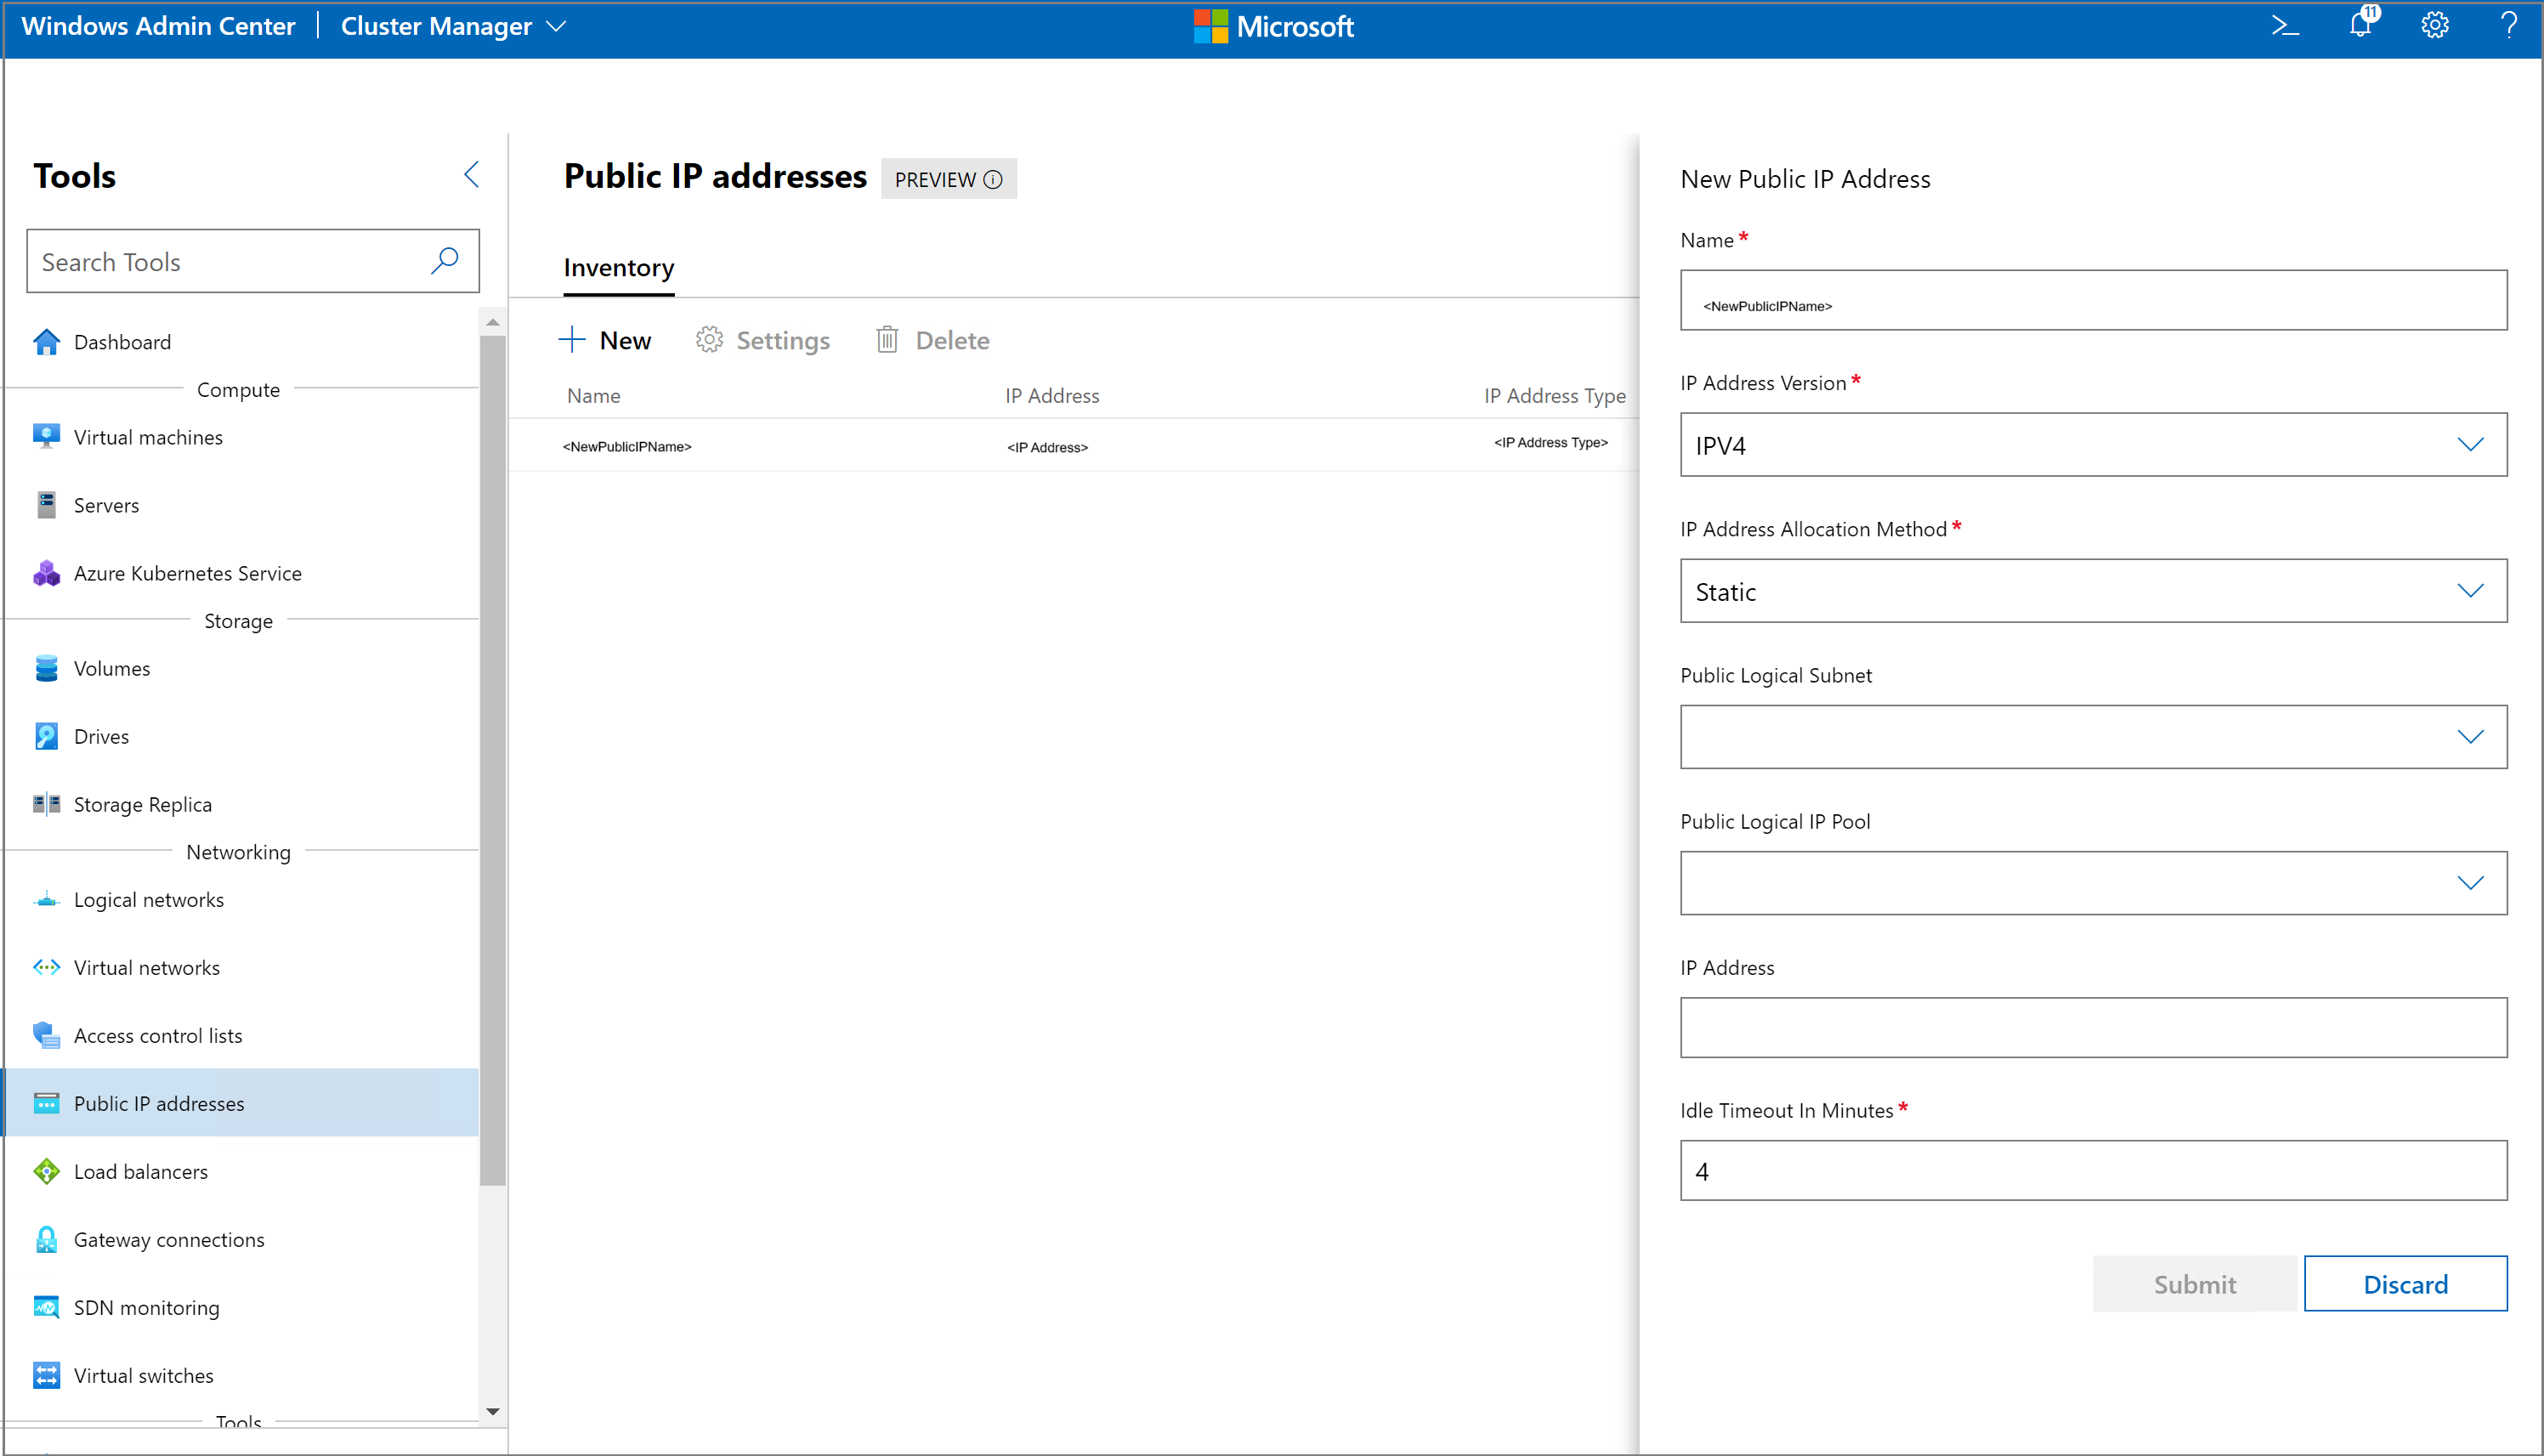 Windows Admin Center | Cluster Manager
Microsoft
11
Tools
Search Tools
Dashboard
Compute
Virtual machines
Servers
Azure Kubernetes Service
Storage
Volumes
Drives
Storage Replica
Networking
Logical networks
Virtual networks
Access control lists
Public IP addresses
Load balancers
Gateway connections
SDN monitoring
Virtual switches
Tools
Public IP addresses PREVIEW
Inventory
New Settings Delete
Name IP Address IP Address Type
<NewPublicIPName> <IP Address> <IP Address Type>
New Public IP Address
Name *
<NewPublicIPName>
IP Address Version *
IPV4
IP Address Allocation Method *
Static
Public Logical Subnet
Public Logical IP Pool
IP Address
Idle Timeout In Minutes *
4
Submit Discard